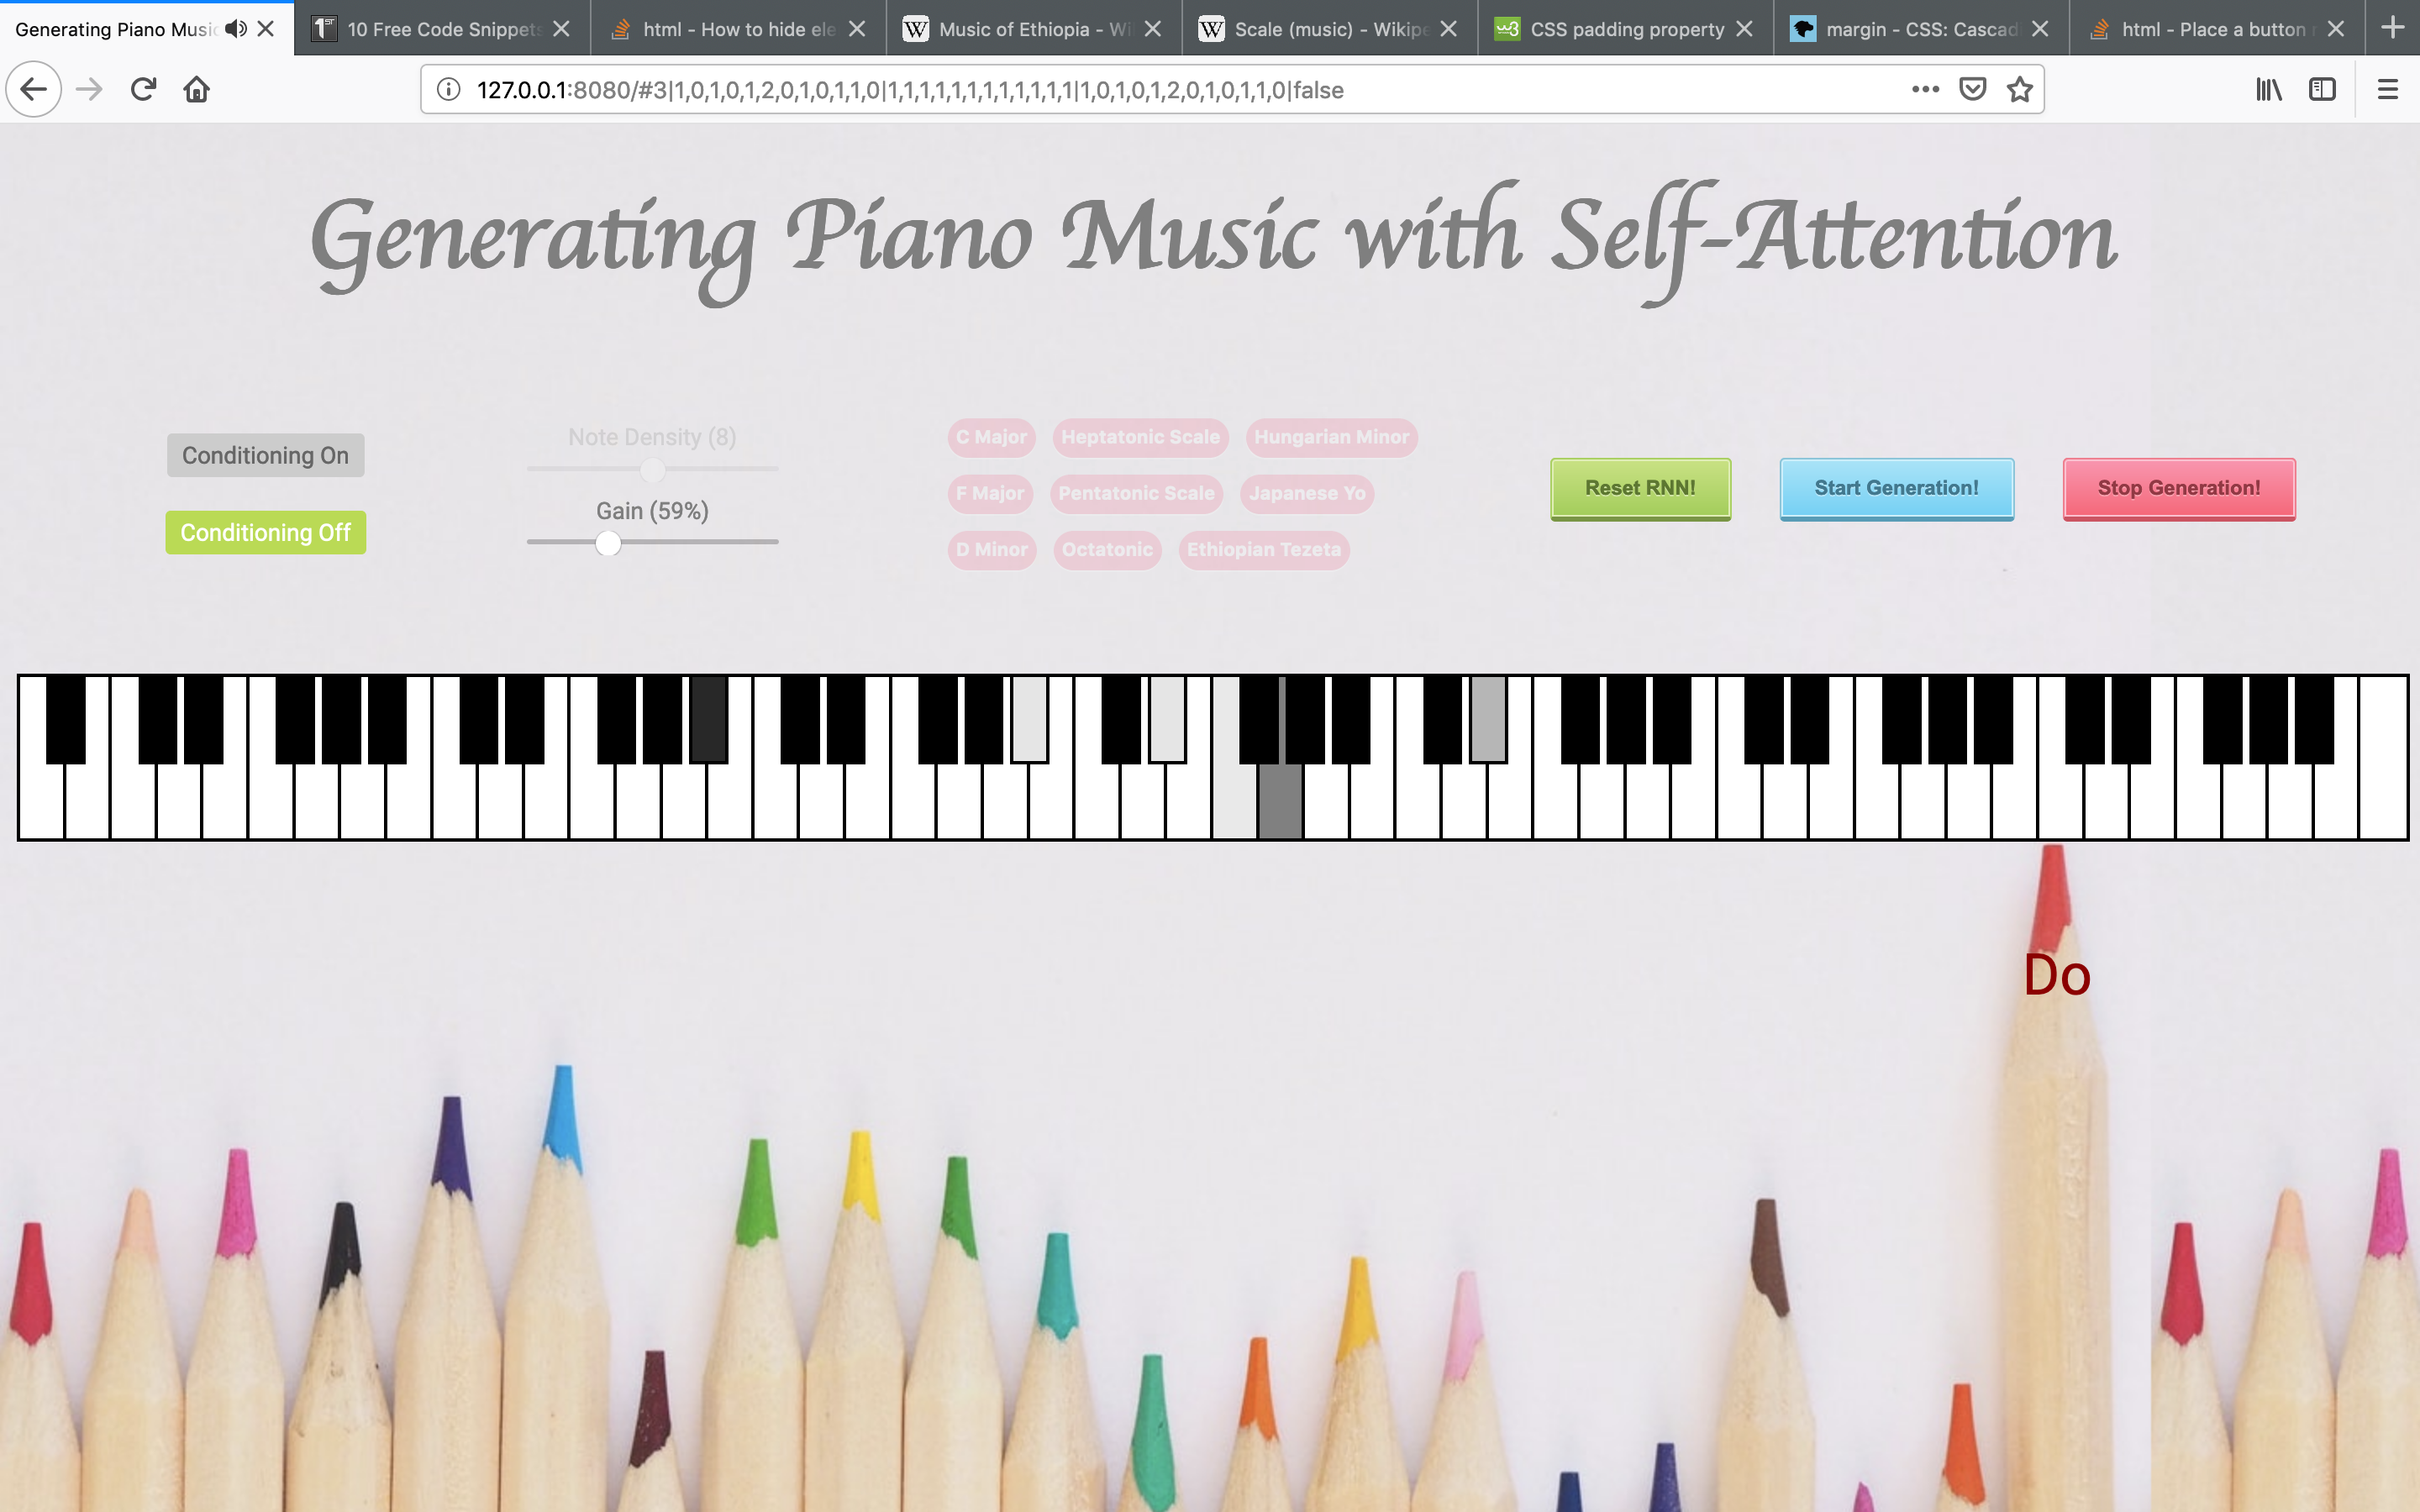 Generating Piano Music
10 Free Code Snippets
html - How to hide ele
Music of Ethiopia - Wi
Scale (music) - Wikipe
CSS padding property
margin - CSS: Cascad
html - Place a button r
127.0.0.1:8080/#3|1,0,1,0,1,2,0,1,0,1,1,0|1,1,1,1,1,1,1,1,1,1,1,1|1,0,1,0,1,2,0,1,0,1,1,0|false
Generating Piano Music with Self-Attention
Conditioning On
Conditioning Off
Note Density (8)
Gain (59%)
C Major Heptatonic Scale Hungarian Minor
F Major Pentatonic Scale Japanese Yo
D Minor Octatonic Ethiopian Tezeta
Reset RNN!
Start Generation!
Stop Generation!
Do